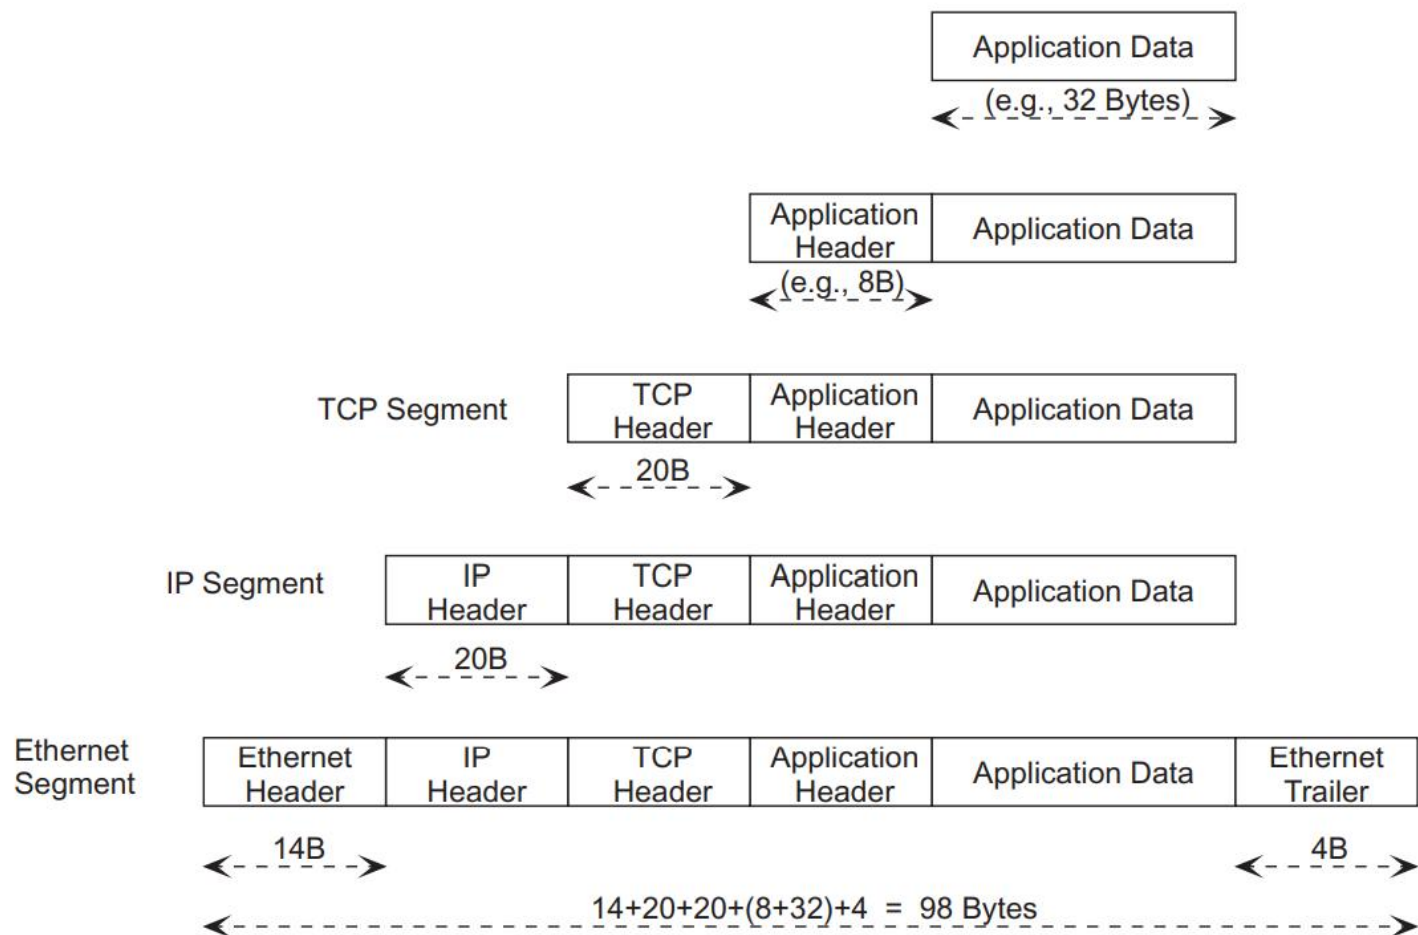 Application Data
(e.g., 32 Bytes)
Application
Header
Application Data
(e.g., 8B)
TCP Segment
TCP
Header
Application
Header
Application Data
20B
IP Segment
IP
Header
TCP
Header
Application
Header
Application Data
20B
Ethernet
Segment
Ethernet
Header
IP
Header
TCP
Header
Application
Header
Application Data
Ethernet
Trailer
14B
4B
14+20+20+(8+32)+4 = 98 Bytes